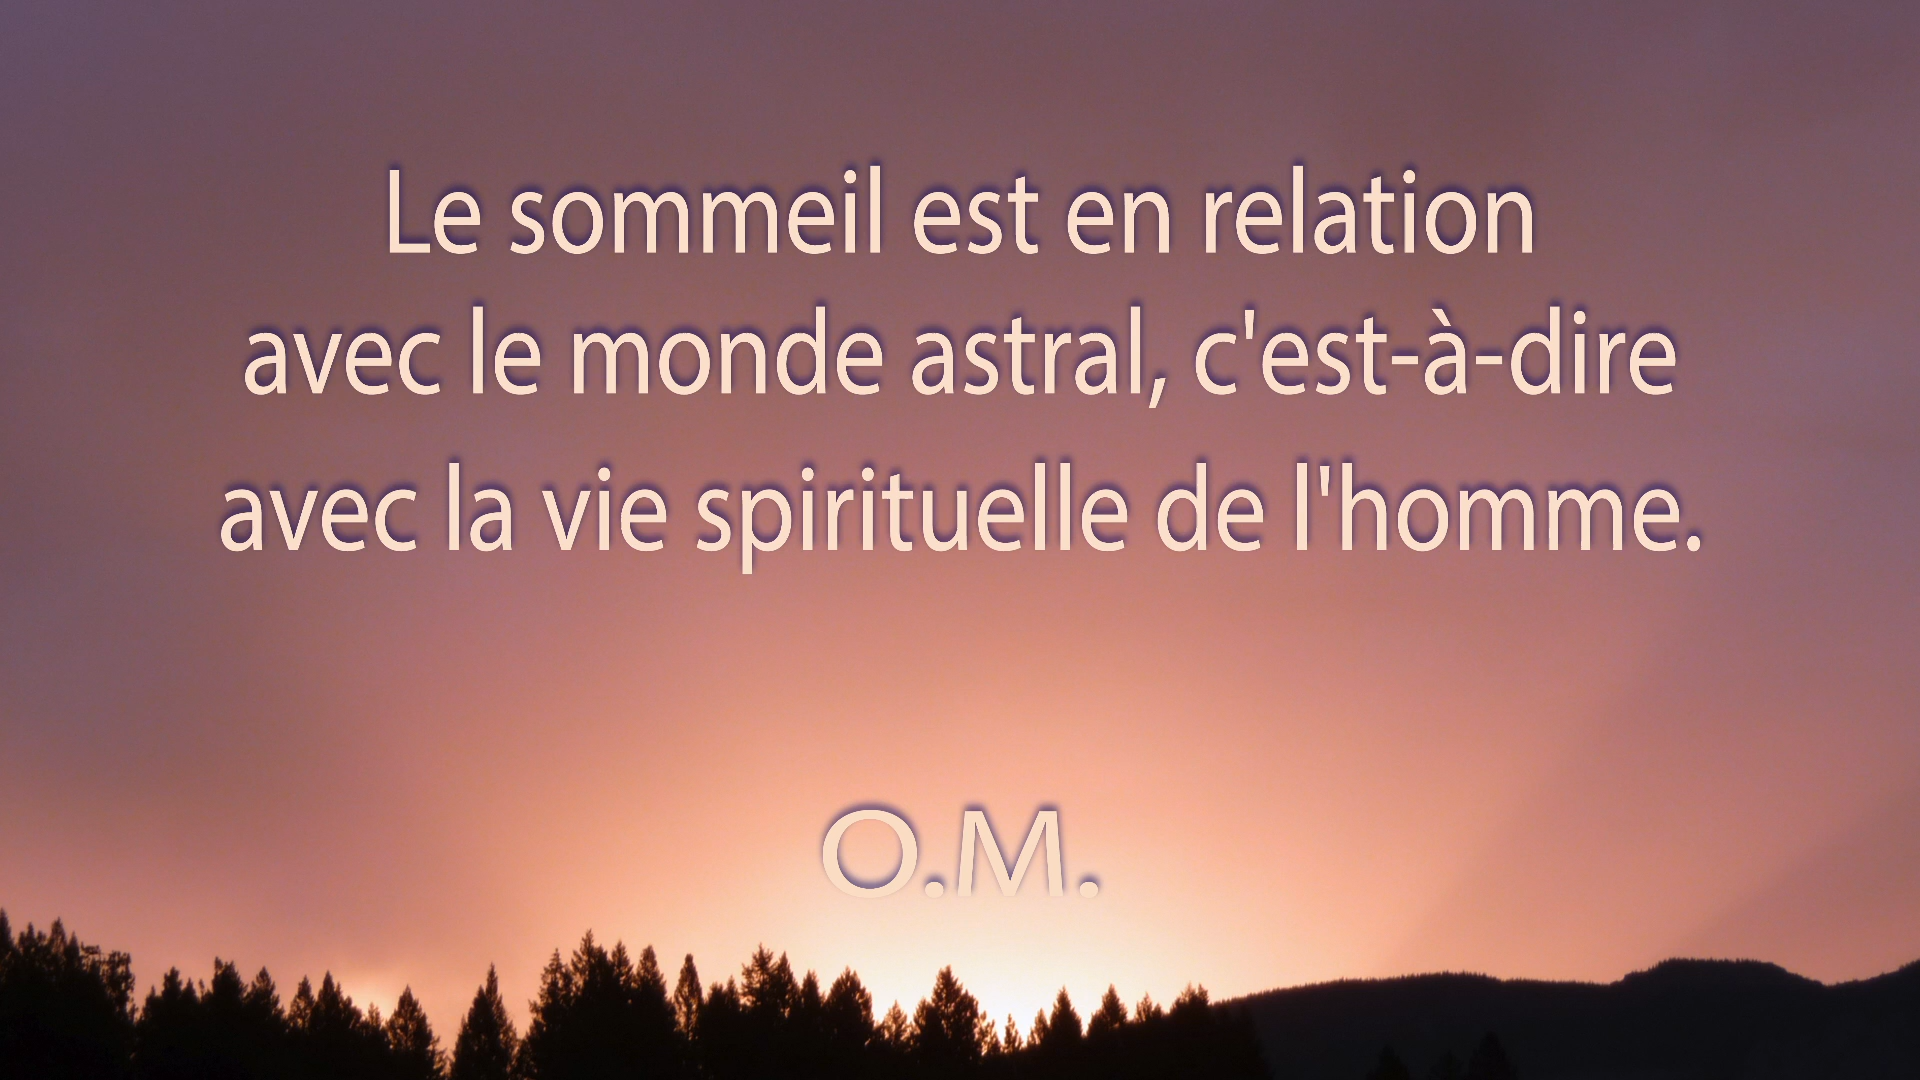 Le sommeil est en relation
avec le monde astral, c'est-à-dire
avec la vie spirituelle de l'homme.
O.M.